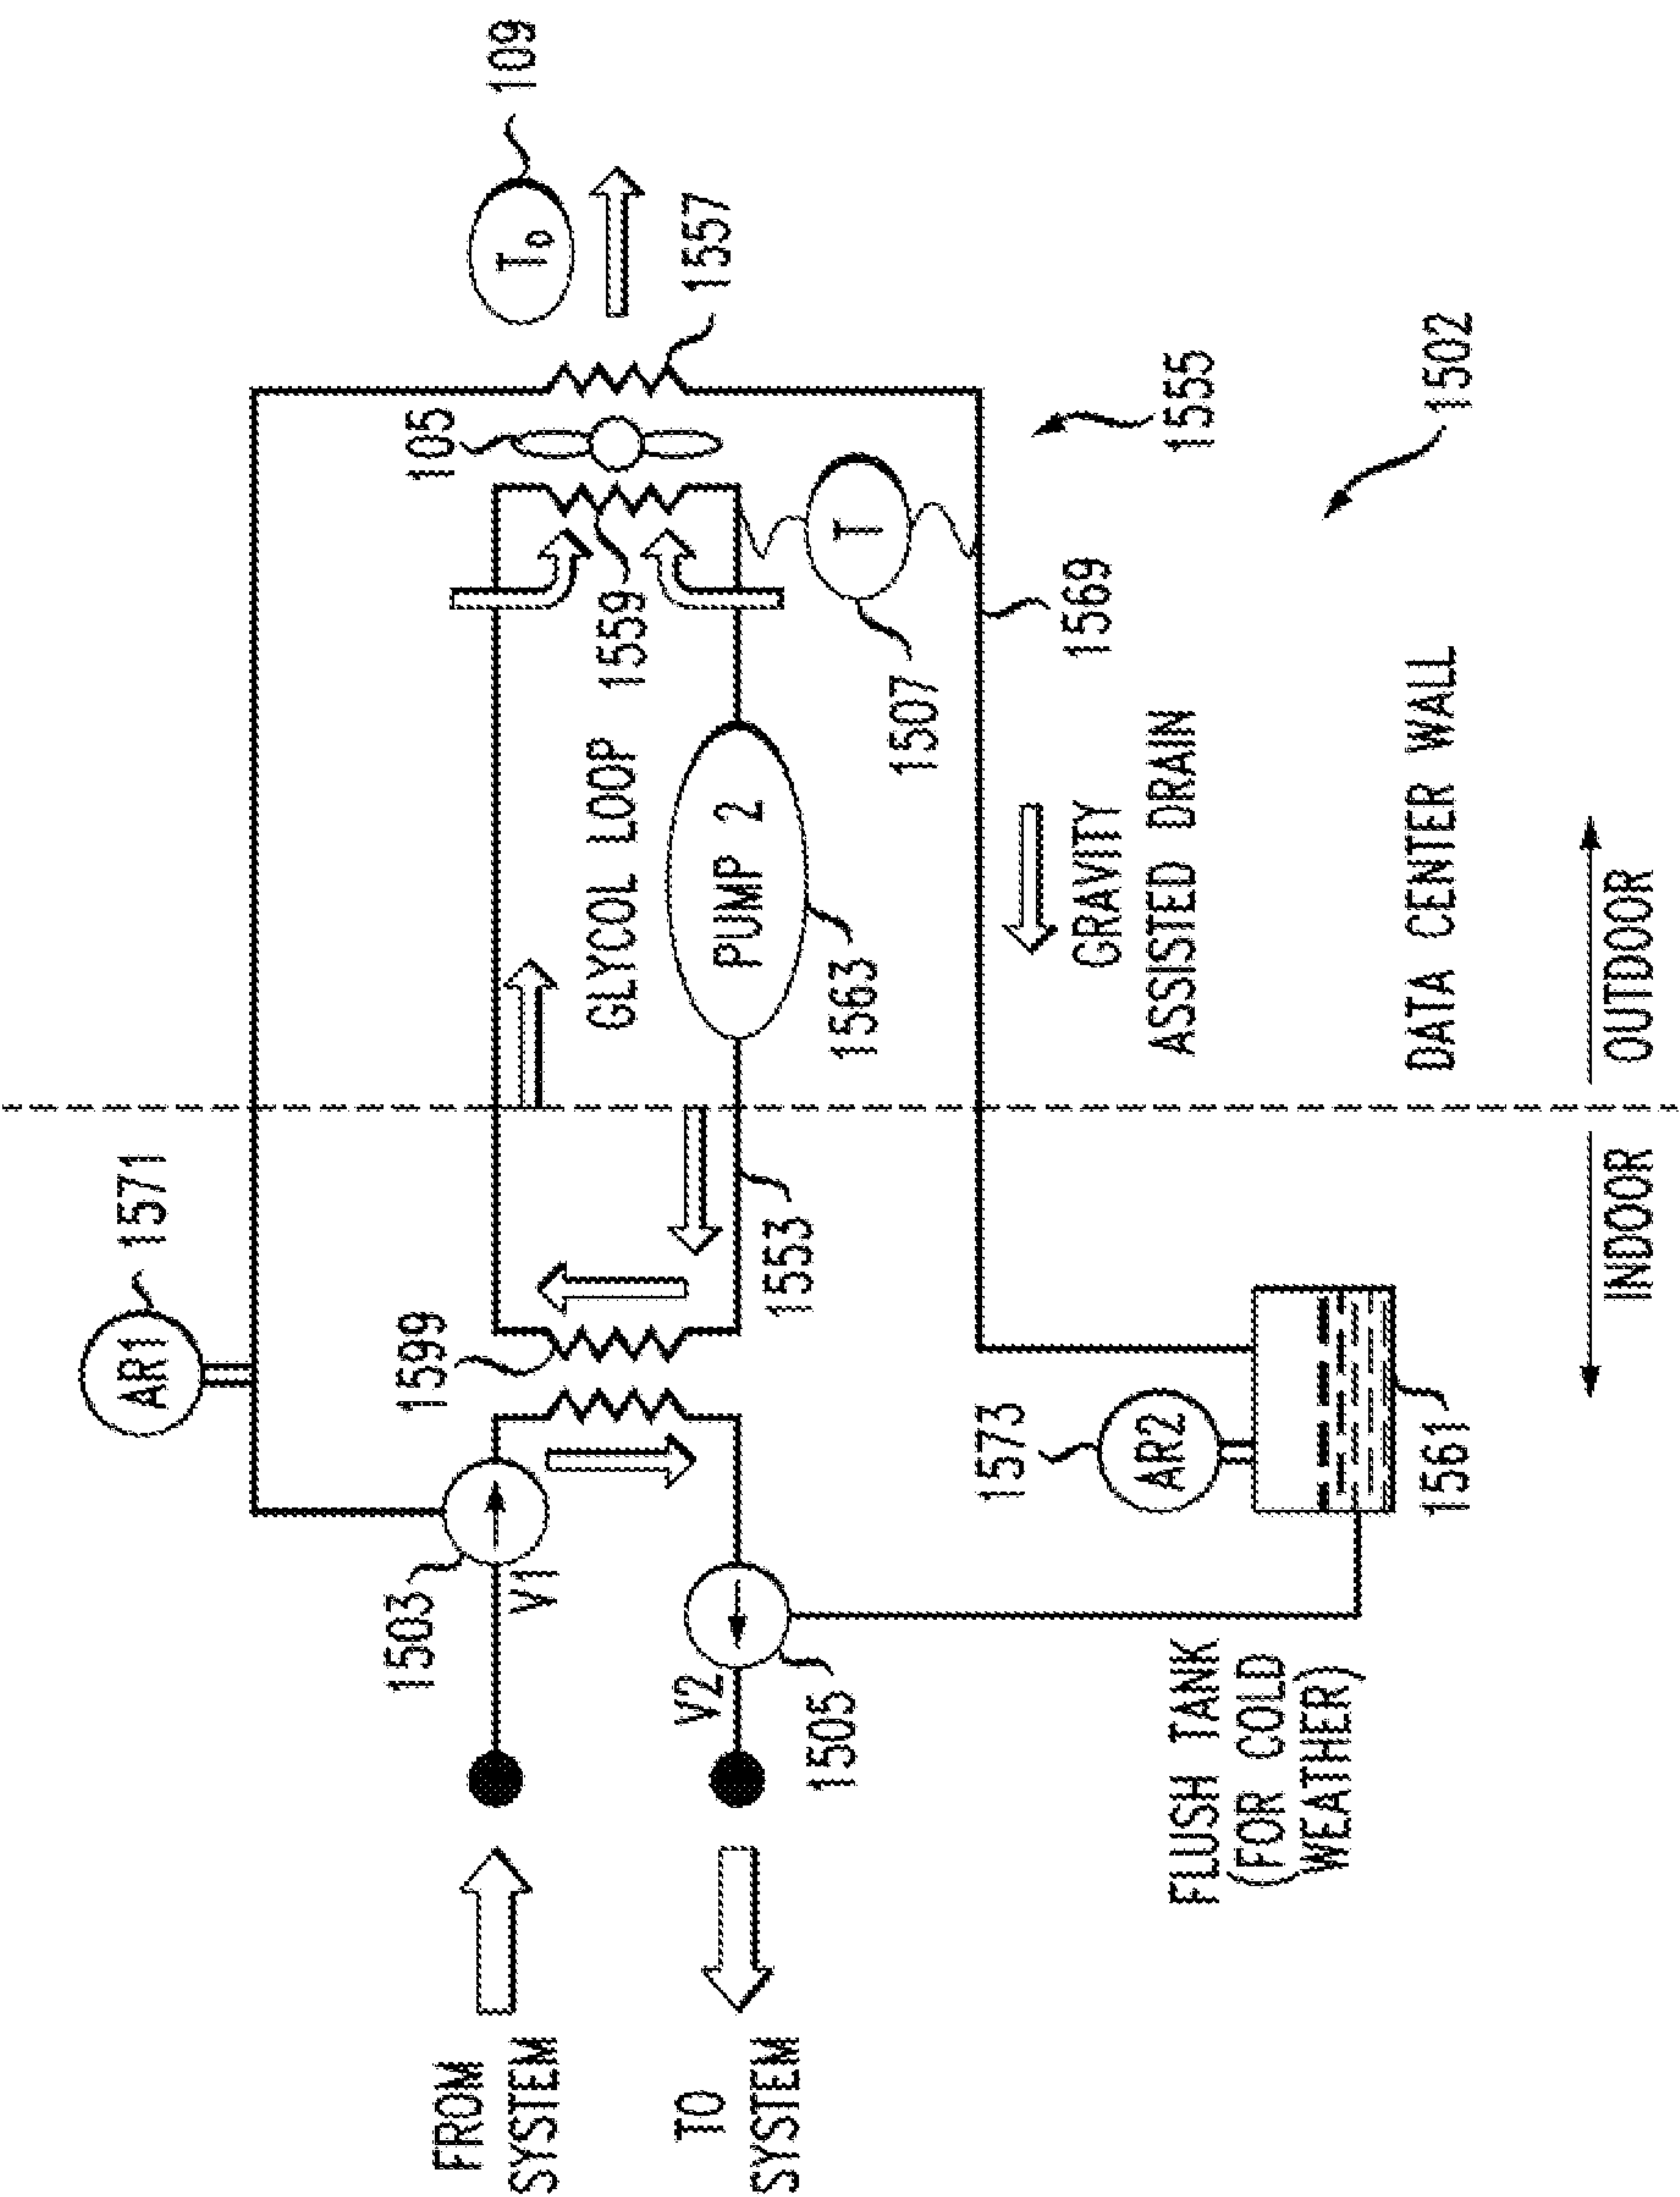 FROM
SYSTEM
TO
SYSTEM
1503
V1
V2
1505
FLUSH TANK
(FOR COLD
WEATHER)
AR1
1571
1599
1553
1573
AR2
1561
GLYCOL LOOP
PUMP 2
1563
GRAVITY
ASSISTED DRAIN
1559
105
T
1507
1569
T0
109
1557
1555
1502
DATA CENTER WALL
INDOOR
OUTDOOR